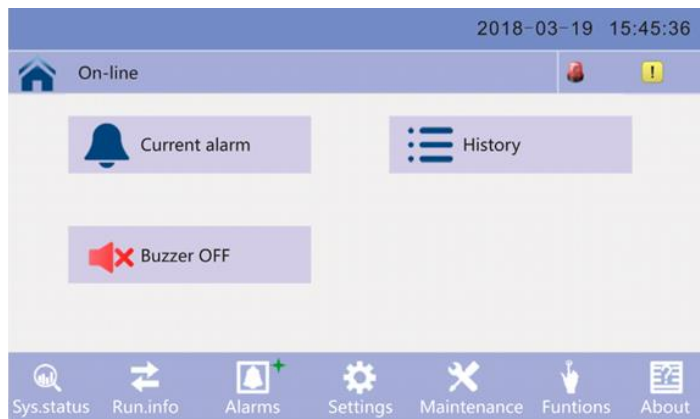 2018-03-19 15:45:36
On-line
!
Current alarm
History
Buzzer OFF
Sys.status Run.info Alarms Settings Maintenance Funtions About